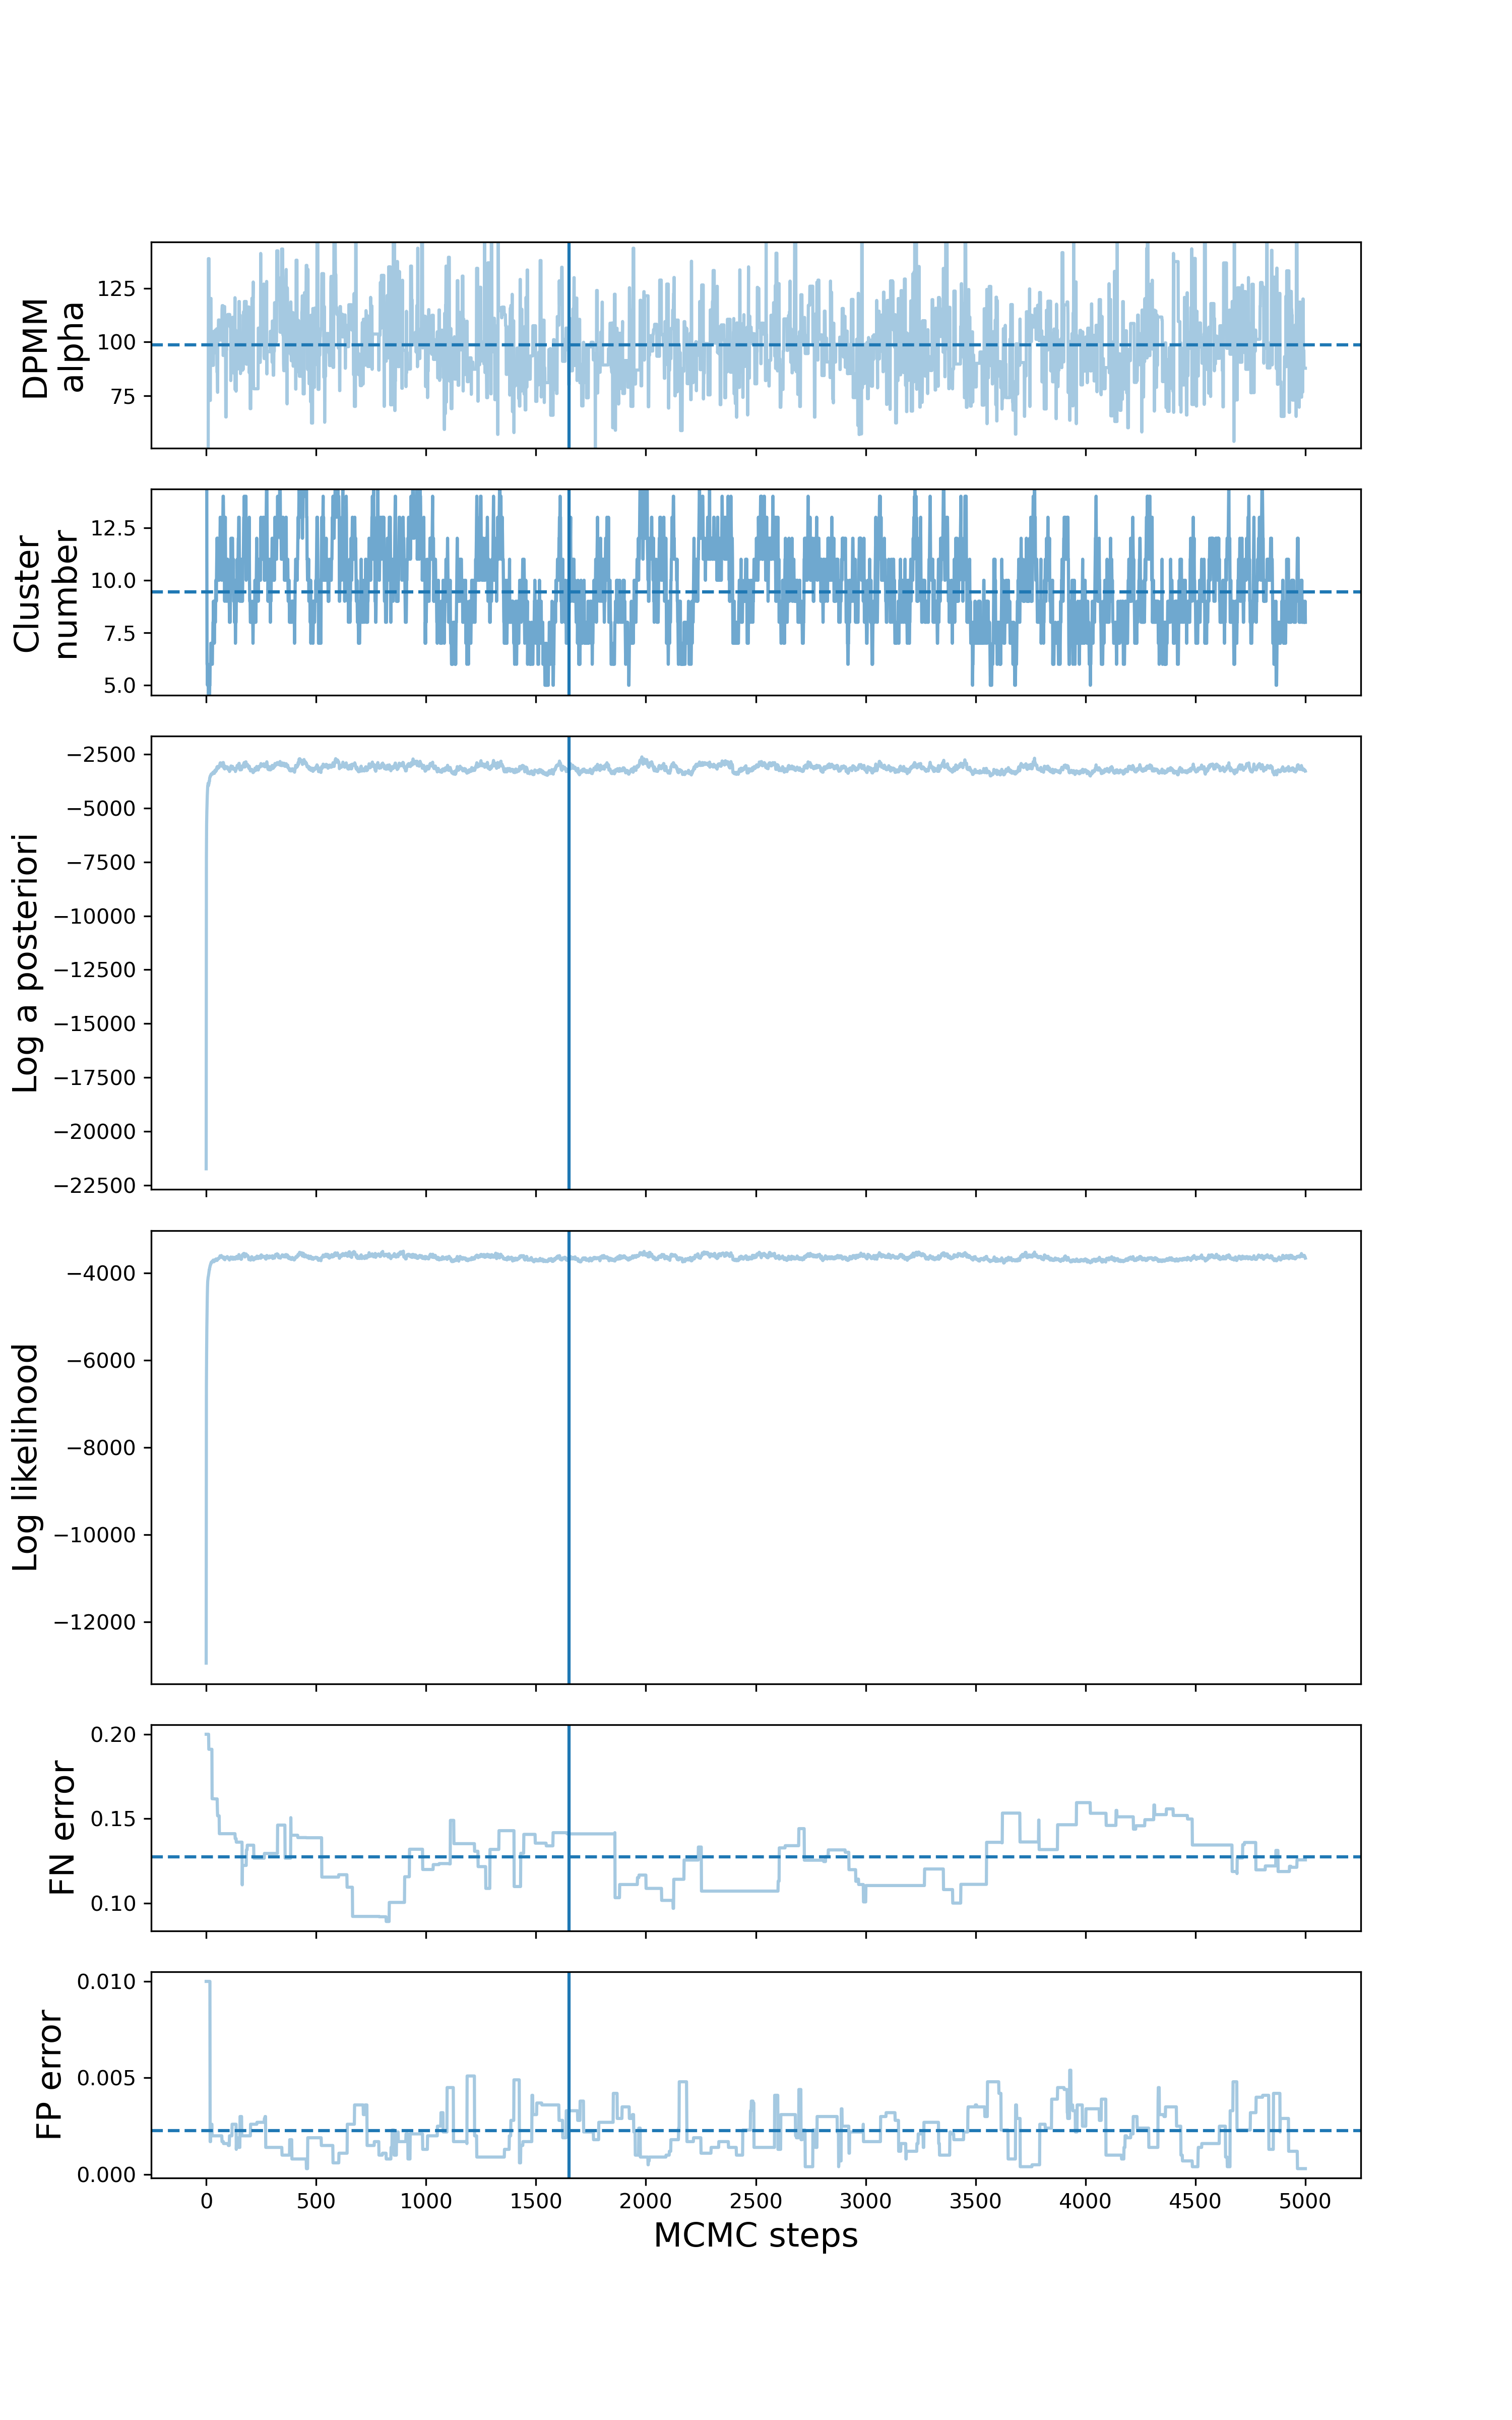 DPMM
alpha
125
100
75
Cluster
number
12.5
10.0
7.5
5.0
Log a posteriori
−2500
−5000
−7500
−10000
−12500
−15000
−17500
−20000
−22500
Log likelihood
−4000
−6000
−8000
−10000
−12000
FN error
0.20
0.15
0.10
FP error
0.010
0.005
0.000
0 500 1000 1500 2000 2500 3000 3500 4000 4500 5000
MCMC steps